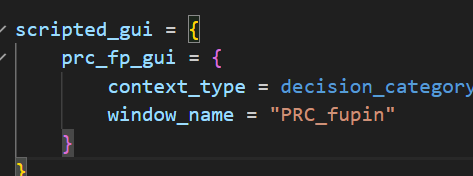 scripted_gui = {
prc_fp_gui = {
context_type = decision_category
window_name = "PRC_fupin"
}
}